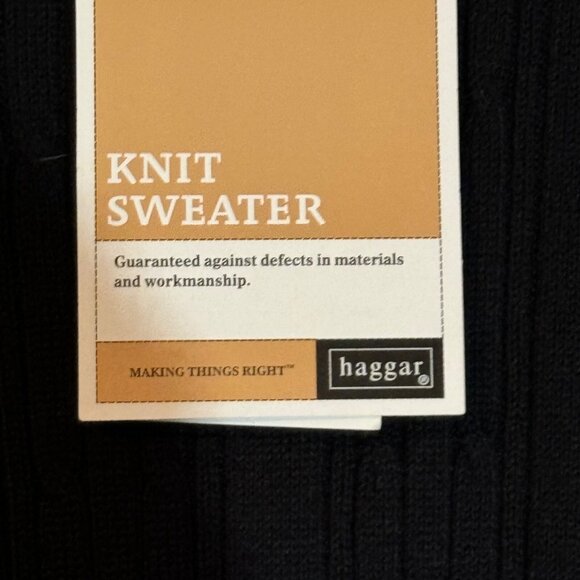 KNIT
SWEATER
Guaranteed against defects in materials
and workmanship.
MAKING THINGS RIGHT™
haggar®